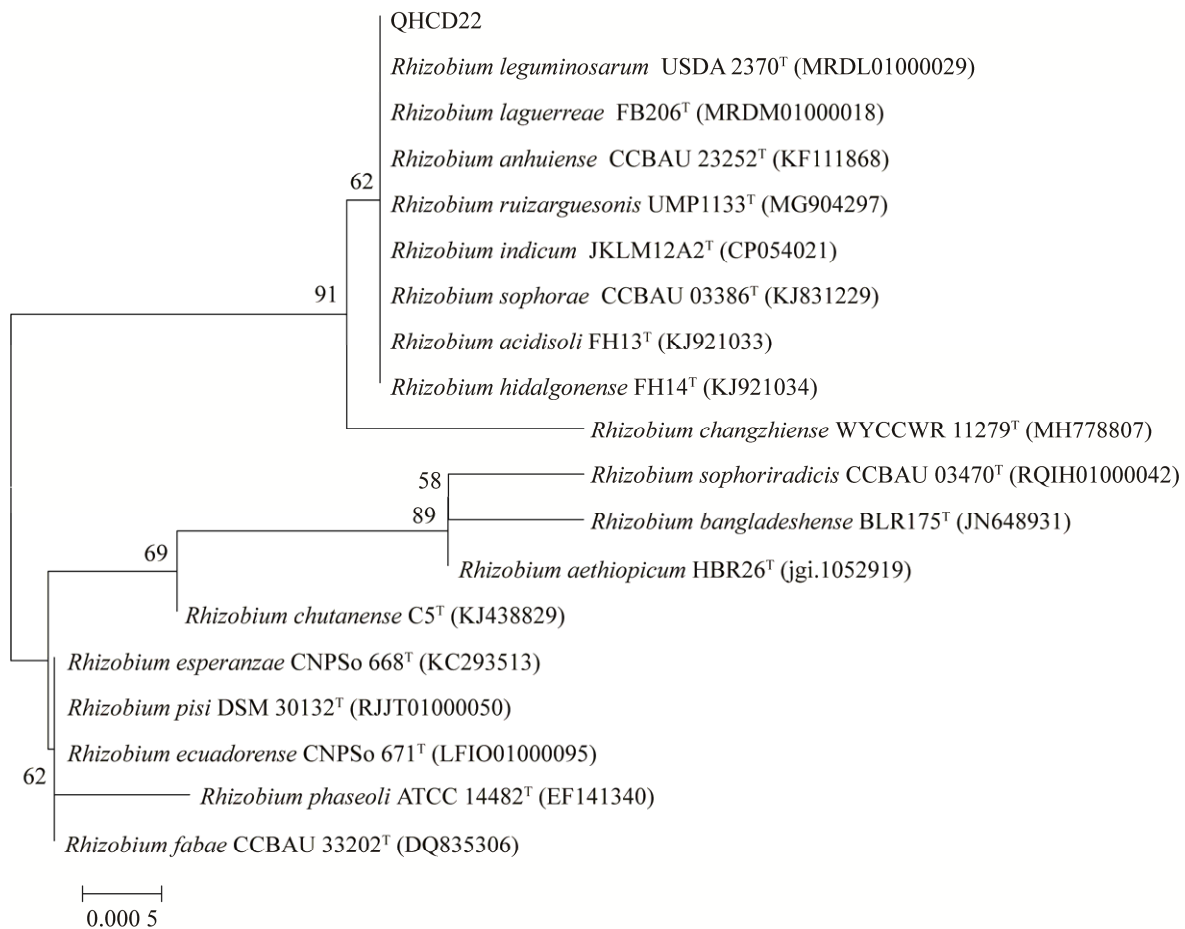 QHCD22
Rhizobium leguminosarum USDA 2370ᵀ (MRDL01000029)
Rhizobium laguerreae FB206ᵀ (MRDM01000018)
Rhizobium anhuiense CCBAU 23252ᵀ (KF111868)
62
Rhizobium ruizarguesonis UMP1133ᵀ (MG904297)
Rhizobium indicum JKLM12A2ᵀ (CP054021)
91
Rhizobium sophorae CCBAU 03386ᵀ (KJ831229)
Rhizobium acidisoli FH13ᵀ (KJ921033)
Rhizobium hidalgonense FH14ᵀ (KJ921034)
Rhizobium changzhiense WYCCWR 11279ᵀ (MH778807)
58
Rhizobium sophoriradicis CCBAU 03470ᵀ (RQIH01000042)
89
Rhizobium bangladeshense BLR175ᵀ (JN648931)
69
Rhizobium aethiopicum HBR26ᵀ (jgi.1052919)
Rhizobium chutanense C5ᵀ (KJ438829)
Rhizobium esperanzae CNPSo 668ᵀ (KC293513)
Rhizobium pisi DSM 30132ᵀ (RJJT01000050)
Rhizobium ecuadorense CNPSo 671ᵀ (LFIO01000095)
62
Rhizobium phaseoli ATCC 14482ᵀ (EF141340)
Rhizobium fabae CCBAU 33202ᵀ (DQ835306)
0.000 5